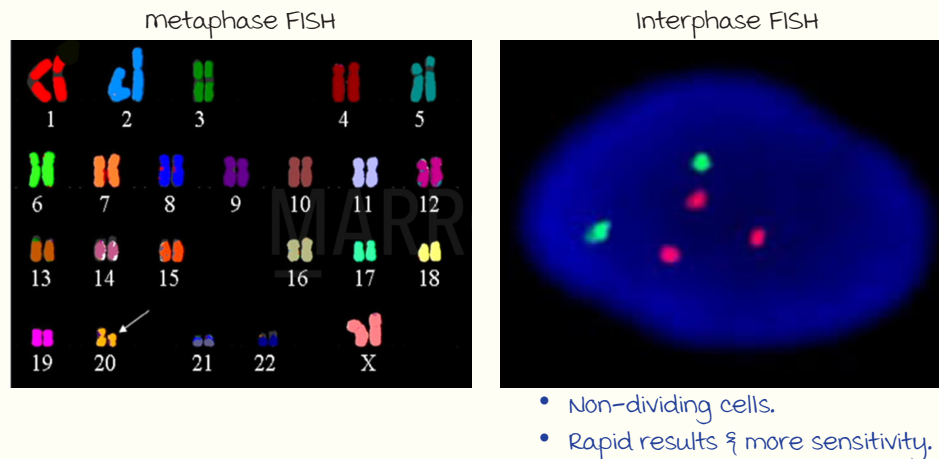 metaphase FISH
Interphase FISH
1 2 3 4 5
6 7 8 9 10 11 12
MARR
13 14 15 16 17 18
19 20 21 22 X
• Non-dividing cells.
• Rapid results & more sensitivity.